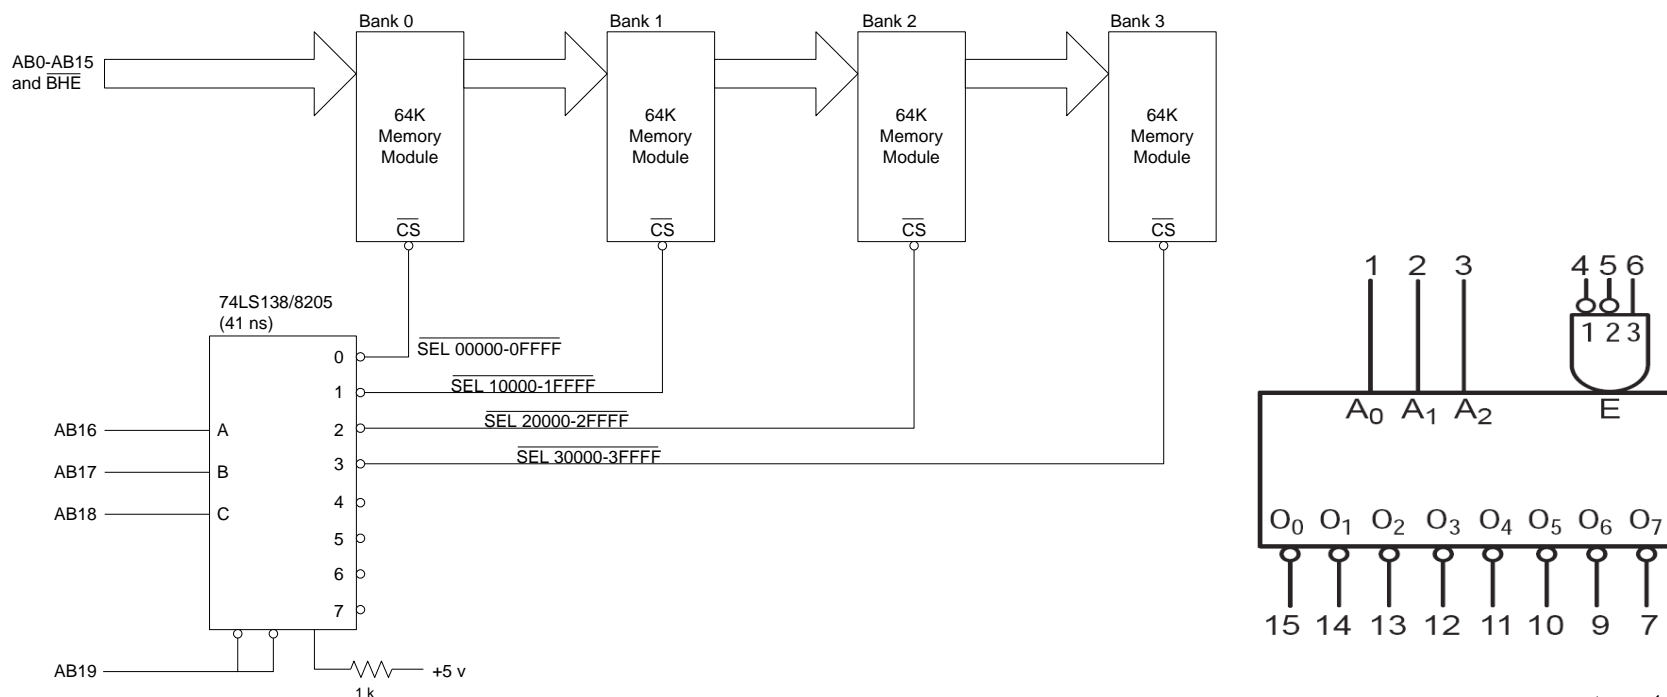 Bank 0
Bank 1
Bank 2
Bank 3
AB0-AB15
and BHE
64K
Memory
Module
64K
Memory
Module
64K
Memory
Module
64K
Memory
Module
CS
CS
CS
CS
74LS138/8205
(41 ns)
0
SEL 00000-0FFFF
1
SEL 10000-1FFFF
AB16
A
2
SEL 20000-2FFFF
AB17
B
3
SEL 30000-3FFFF
AB18
C
4
5
6
7
AB19
+5 v
1 k
1 2 3 4 5 6
1 2 3
A0 A1 A2 E
O0 O1 O2 O3 O4 O5 O6 O7
15 14 13 12 11 10 9 7